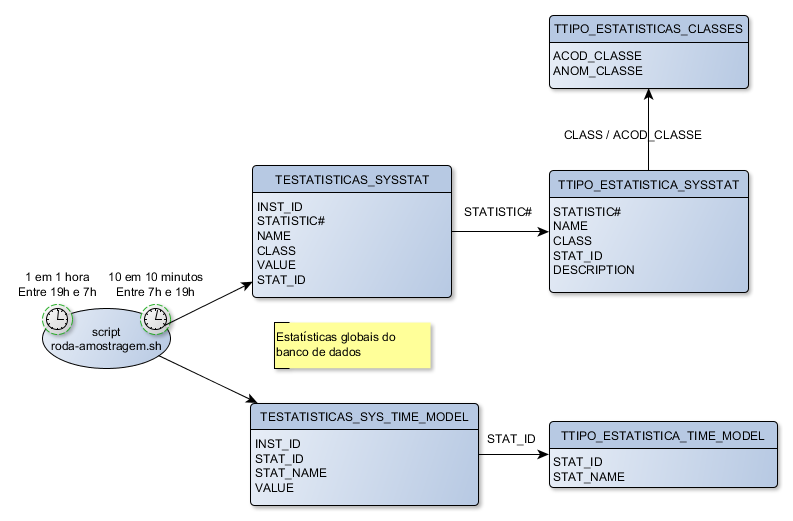 TTIPO_ESTATISTICAS_CLASSES
ACOD_CLASSE
ANOM_CLASSE
CLASS / ACOD_CLASSE
TESTATISTICAS_SYSSTAT
INST_ID
STATISTIC#
NAME
CLASS
VALUE
STAT_ID
STATISTIC#
TTIPO_ESTATISTICA_SYSSTAT
STATISTIC#
NAME
CLASS
STAT_ID
DESCRIPTION
1 em 1 hora
Entre 19h e 7h
10 em 10 minutos
Entre 7h e 19h
script
roda-amostragem.sh
Estatísticas globais do
banco de dados
TESTATISTICAS_SYS_TIME_MODEL
INST_ID
STAT_ID
STAT_NAME
VALUE
STAT_ID
TTIPO_ESTATISTICA_TIME_MODEL
STAT_ID
STAT_NAME